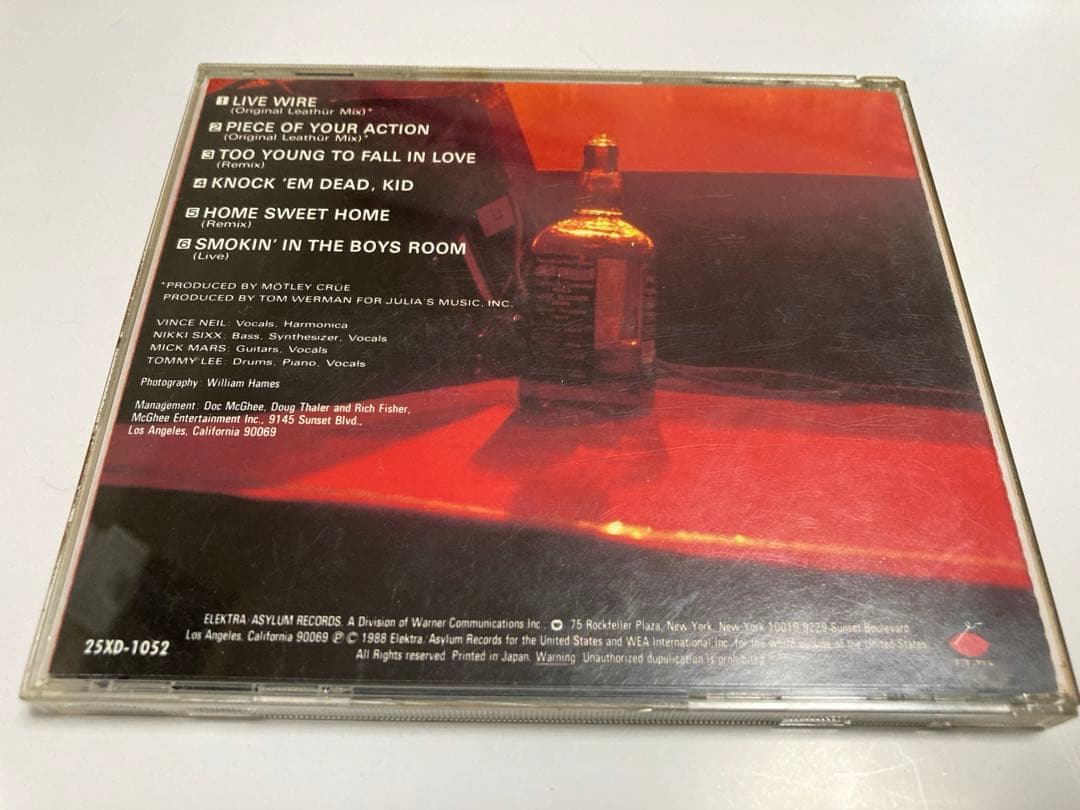 1 LIVE WIRE
(Original Leathür Mix)*
2 PIECE OF YOUR ACTION
(Original Leathür Mix)*
3 TOO YOUNG TO FALL IN LOVE
(Remix)
4 KNOCK 'EM DEAD, KID
5 HOME SWEET HOME
(Remix)
6 SMOKIN' IN THE BOYS ROOM
(Live)
*PRODUCED BY MÖTLEY CRÜE
PRODUCED BY TOM WERMAN FOR JULIA'S MUSIC, INC.
VINCE NEIL: Vocals, Harmonica
NIKKI SIXX: Bass, Synthesizer, Vocals
MICK MARS: Guitars, Vocals
TOMMY LEE: Drums, Piano, Vocals
Photography: William Hames
Management: Doc McGhee, Doug Thaler and Rich Fisher,
McGhee Entertainment Inc., 9145 Sunset Blvd.,
Los Angeles, California 90069
ELEKTRA/ASYLUM RECORDS, A Division of Warner Communications Inc., 75 Rockfeller Plaza, New York, New York 10019 9229 Sunset Boulevard
Los Angeles, California 90069 ℗ © 1988 Elektra/Asylum Records for the United States and WEA International Inc. for the world outside of the United States
All Rights reserved. Printed in Japan. Warning: Unauthorized dupulication is prohibited
25XD-1052